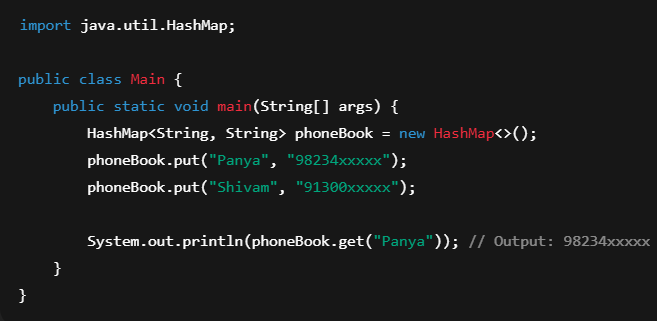 import java.util.HashMap;
public class Main {
public static void main(String[] args) {
HashMap<String, String> phoneBook = new HashMap<>();
phoneBook.put("Panya", "98234xxxxx");
phoneBook.put("Shivam", "91300xxxxx");
System.out.println(phoneBook.get("Panya")); // Output: 98234xxxxx
}
}